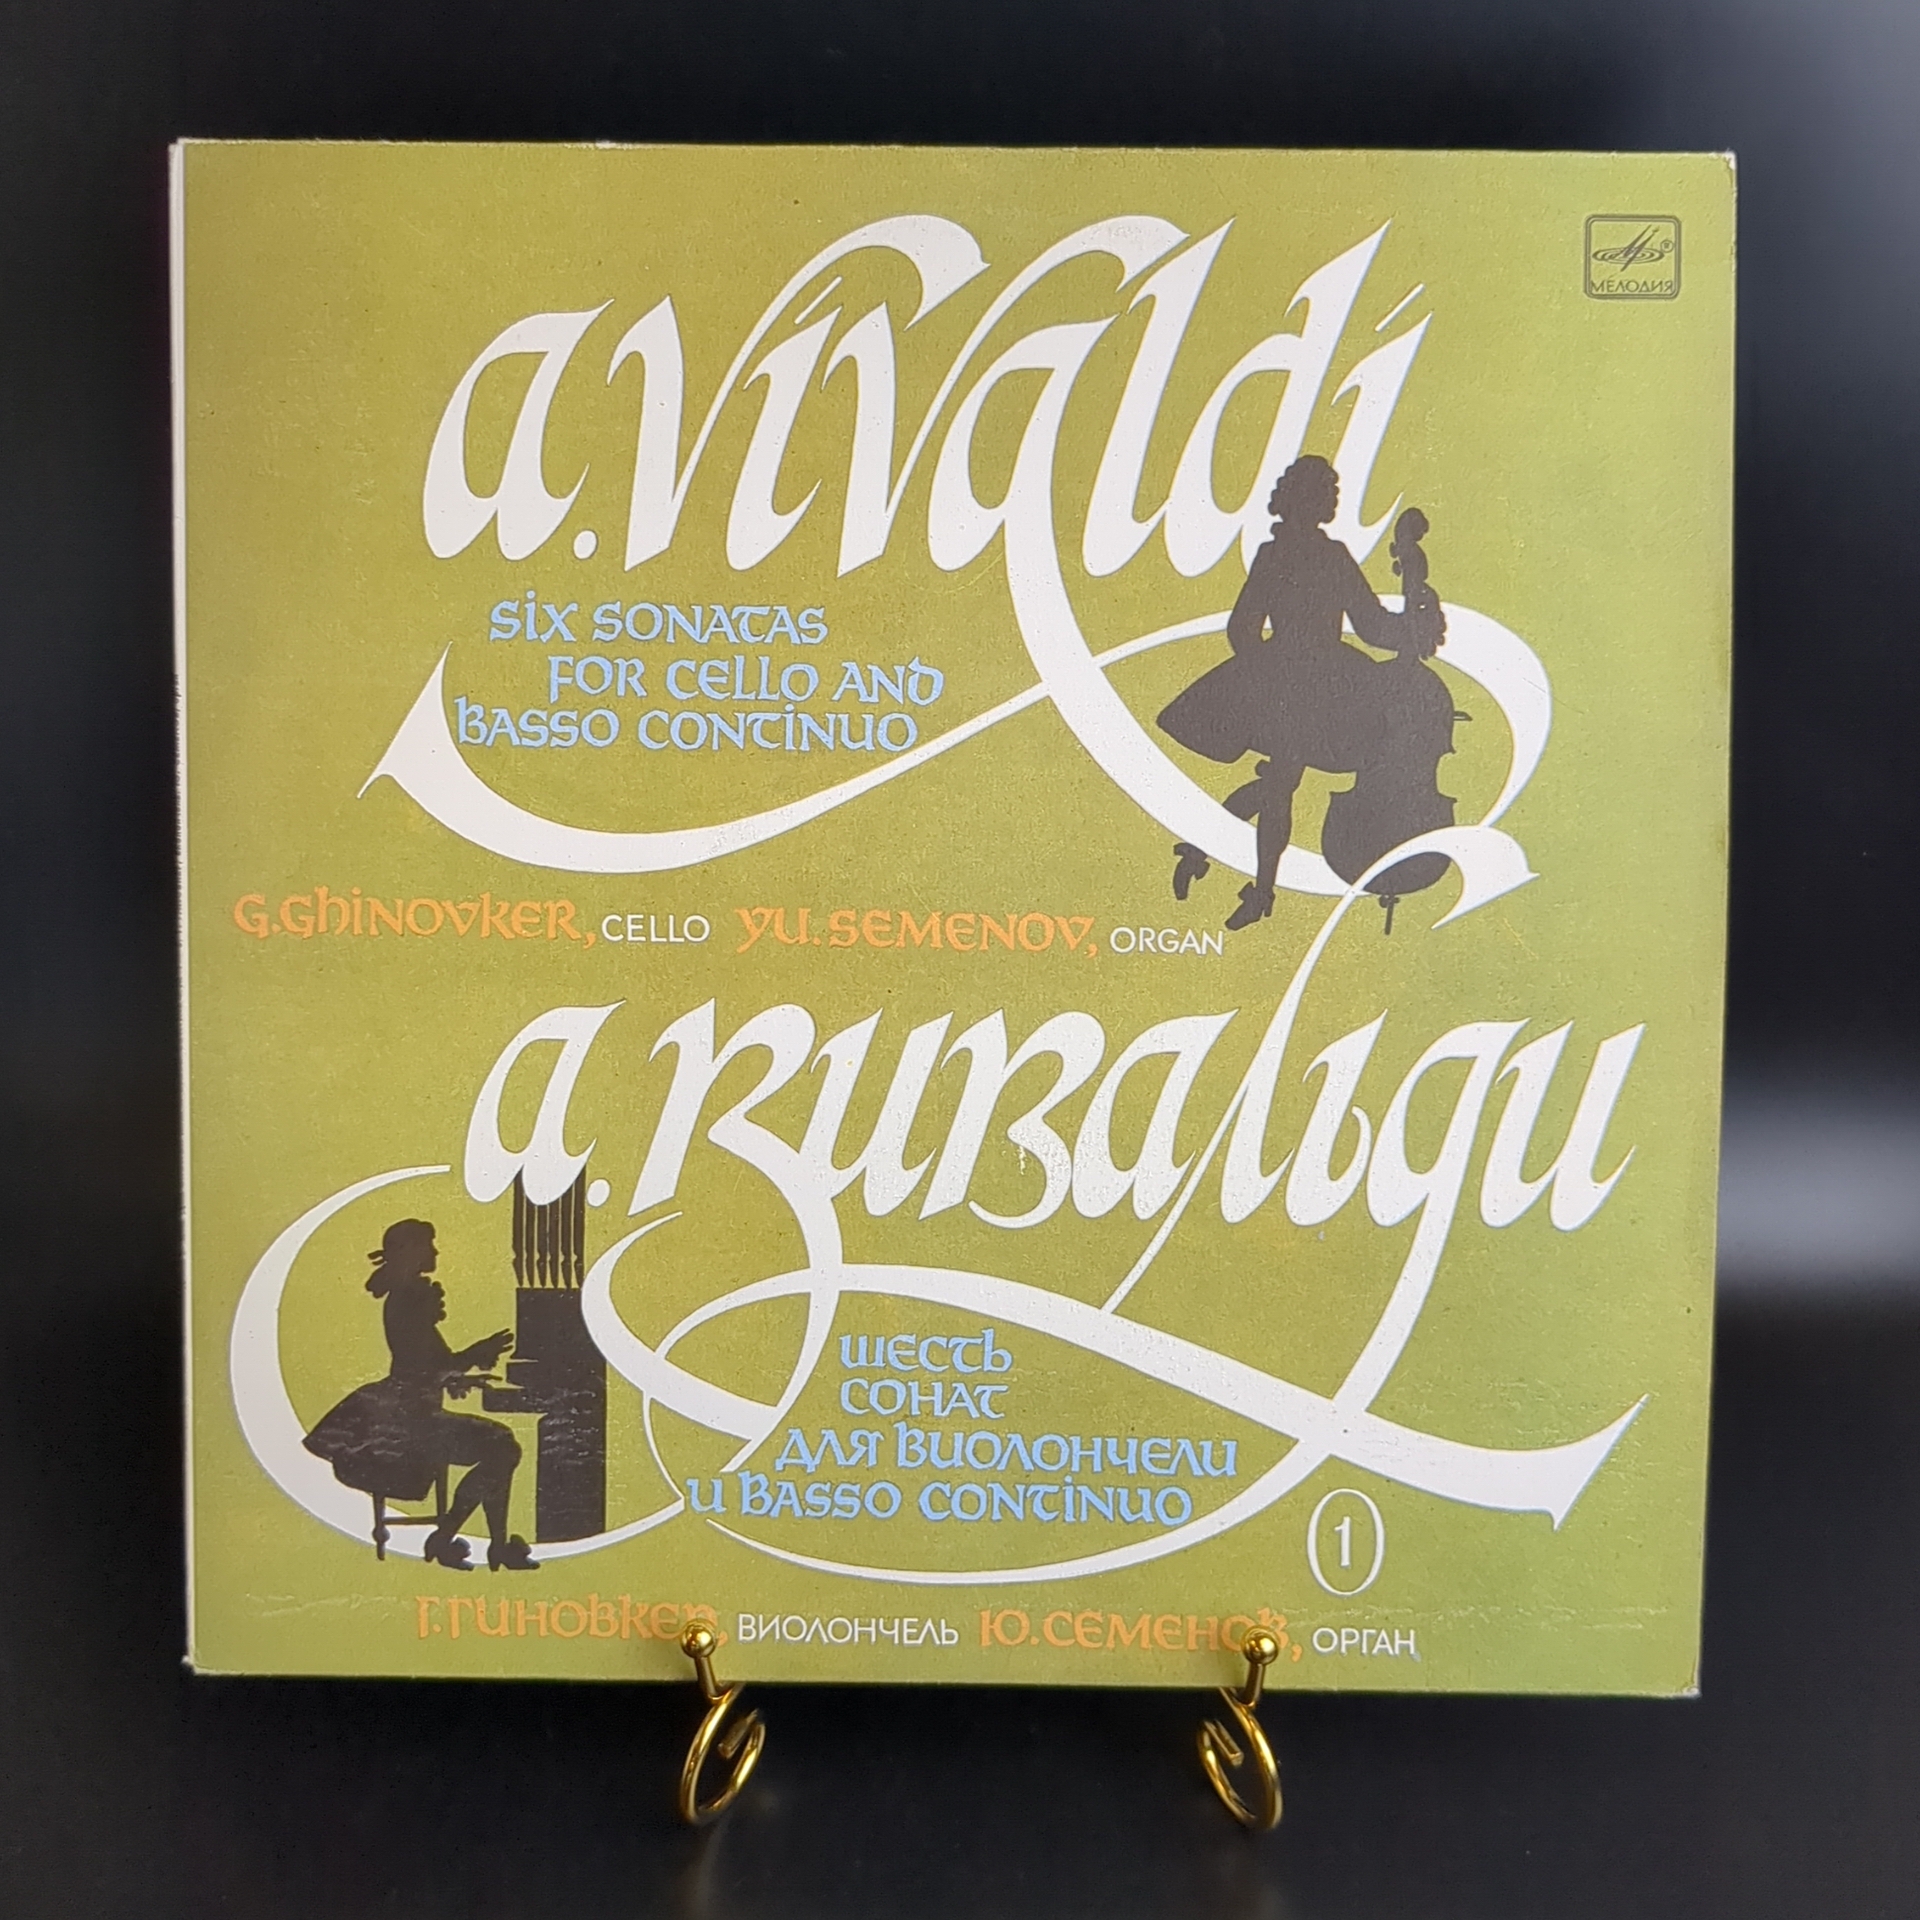 a.vivaldi
МЕЛОДИЯ
six sonatas
for cello and
basso continuo
G.Ghinovker, CELLO Yu.Semenov, ORGAN
а.Вивальди
шесть
сонат
для виолончели
и basso continuo
1
Г.Гиновкер, ВИОЛОНЧЕЛЬ Ю.Семенов, ОРГАН